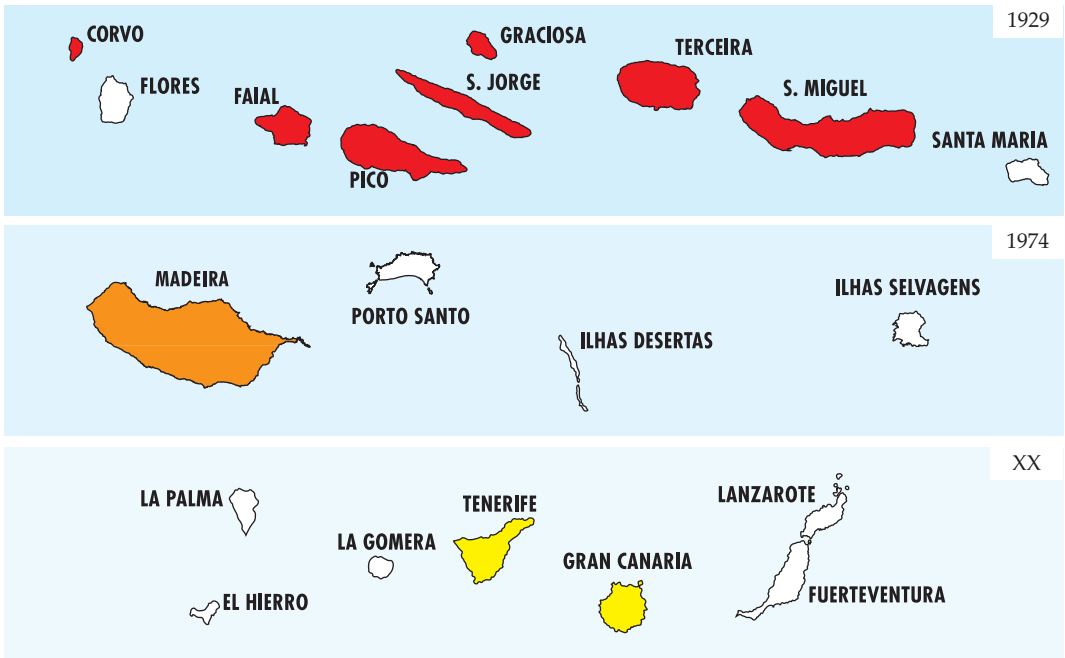 1929
CORVO
FLORES
FAIAL
PICO
GRACIOSA
S. JORGE
TERCEIRA
S. MIGUEL
SANTA MARIA
1974
MADEIRA
PORTO SANTO
ILHAS DESERTAS
ILHAS SELVAGENS
XX
LA PALMA
EL HIERRO
LA GOMERA
TENERIFE
GRAN CANARIA
LANZAROTE
FUERTEVENTURA